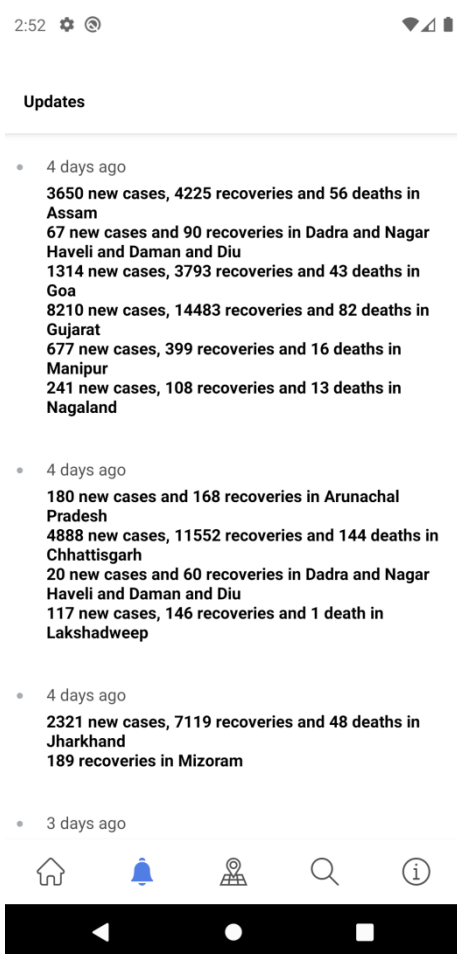 2:52
Updates
4 days ago
3650 new cases, 4225 recoveries and 56 deaths in
Assam
67 new cases and 90 recoveries in Dadra and Nagar
Haveli and Daman and Diu
1314 new cases, 3793 recoveries and 43 deaths in
Goa
8210 new cases, 14483 recoveries and 82 deaths in
Gujarat
677 new cases, 399 recoveries and 16 deaths in
Manipur
241 new cases, 108 recoveries and 13 deaths in
Nagaland
4 days ago
180 new cases and 168 recoveries in Arunachal
Pradesh
4888 new cases, 11552 recoveries and 144 deaths in
Chhattisgarh
20 new cases and 60 recoveries in Dadra and Nagar
Haveli and Daman and Diu
117 new cases, 146 recoveries and 1 death in
Lakshadweep
4 days ago
2321 new cases, 7119 recoveries and 48 deaths in
Jharkhand
189 recoveries in Mizoram
3 days ago